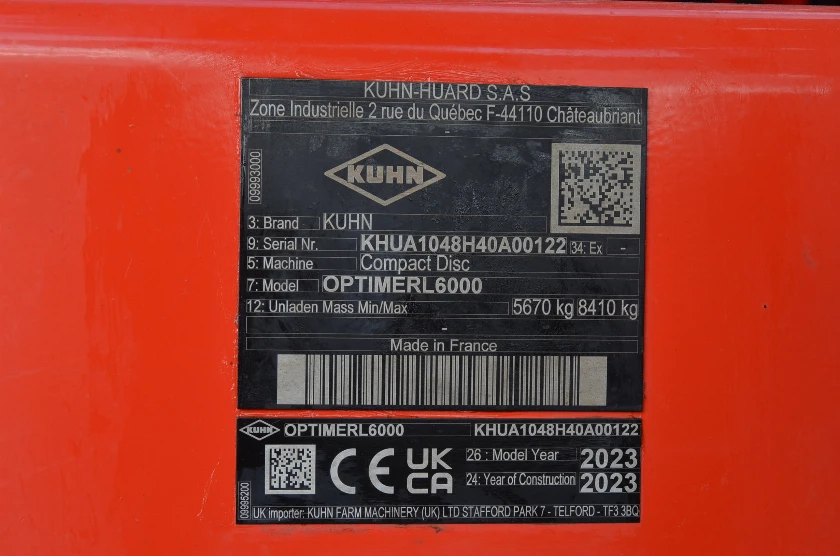 KUHN-HUARD S.A.S
Zone Industrielle 2 rue du Québec F-44110 Châteaubriant
09993000
KUHN
3: Brand KUHN
9: Serial Nr. KHUA1048H40A00122 34: Ex -
5: Machine Compact Disc
7: Model OPTIMERL6000
12: Unladen Mass Min/Max 5670 kg 8410 kg
-
Made in France
KUHN OPTIMERL6000 KHUA1048H40A00122
09995200
CE UK CA
26 : Model Year 2023
24: Year of Construction 2023
UK importer: KUHN FARM MACHINERY (UK) LTD STAFFORD PARK 7 - TELFORD - TF3 3BQ